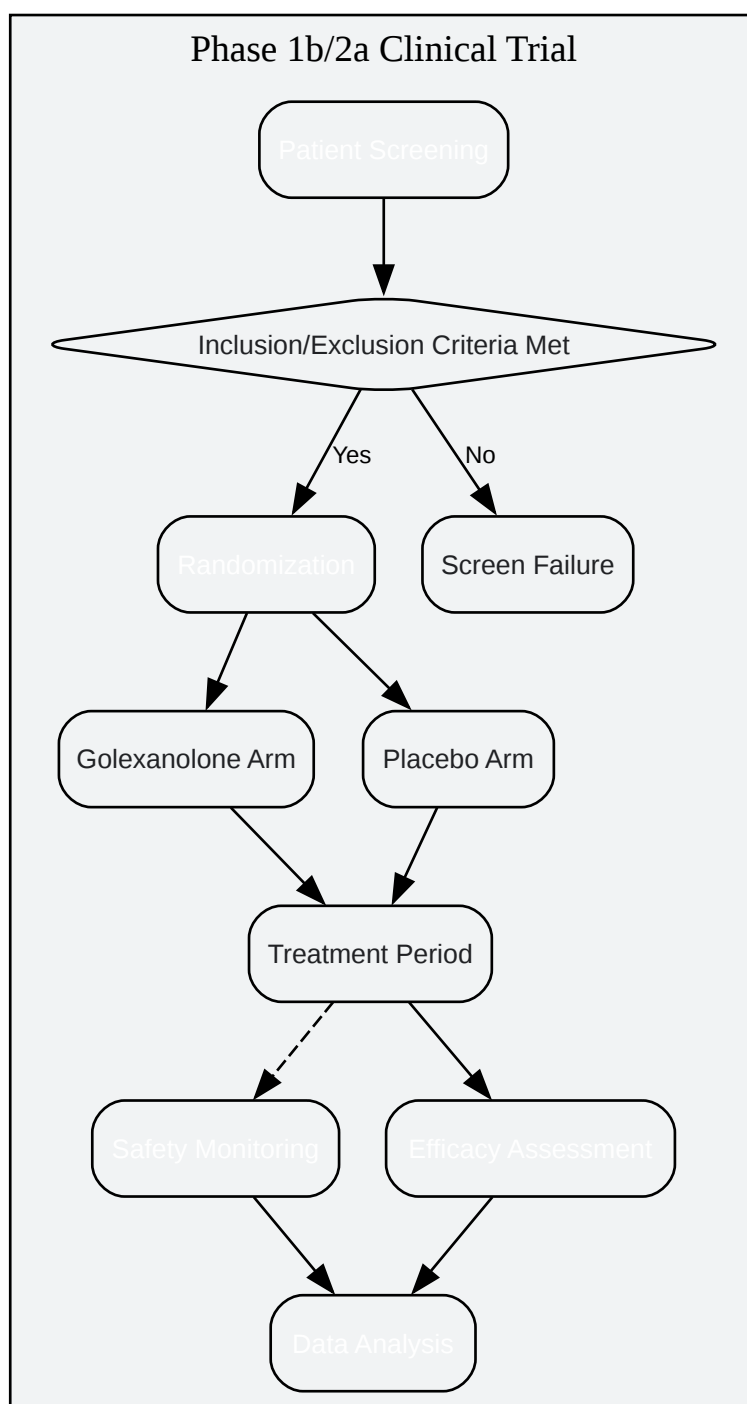 Phase 1b/2a Clinical Trial
Patient Screening
Inclusion/Exclusion Criteria Met
Yes
No
Randomization
Screen Failure
Golexanolone Arm
Placebo Arm
Treatment Period
Safety Monitoring
Efficacy Assessment
Data Analysis